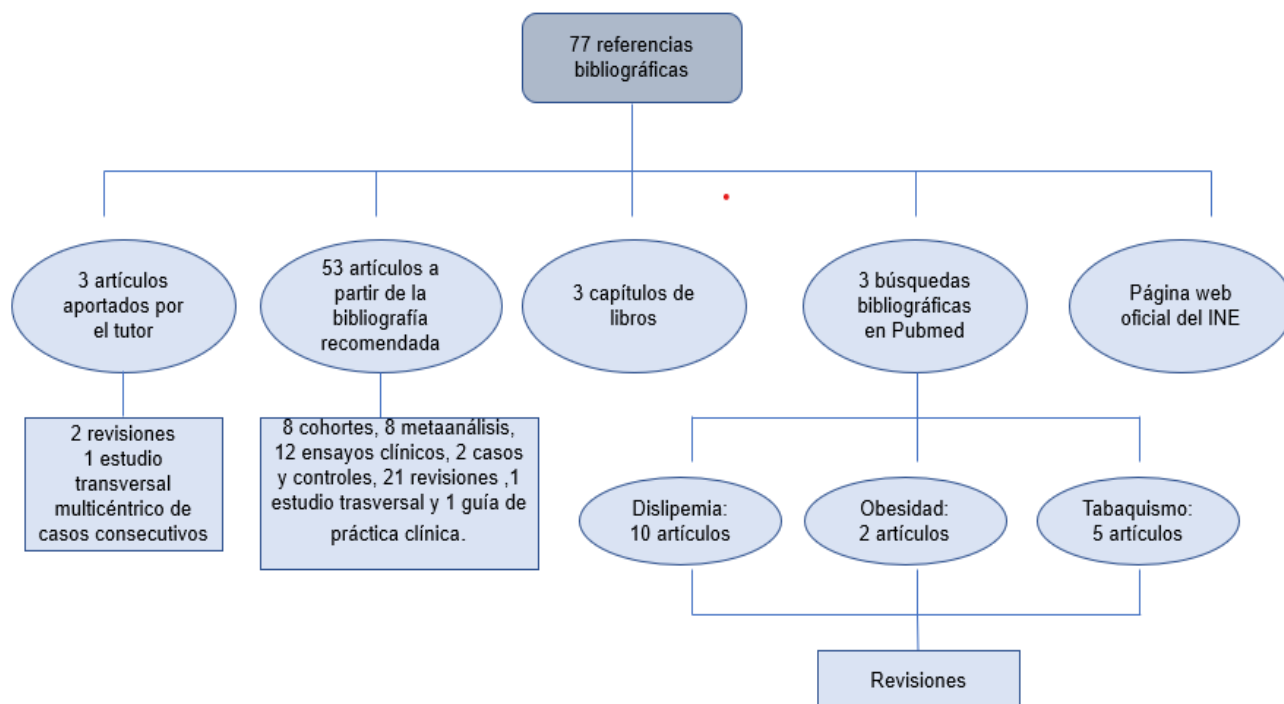 77 referencias
bibliográficas
3 artículos
aportados por
el tutor
53 artículos a
partir de la
bibliografía
recomendada
3 capítulos de
libros
3 búsquedas
bibliográficas
en Pubmed
Página web
oficial del INE
2 revisiones
1 estudio
transversal
multicéntrico de
casos consecutivos
8 cohortes, 8 metaanálisis,
12 ensayos clínicos, 2 casos
y controles, 21 revisiones ,1
estudio trasversal y 1 guía de
práctica clínica.
Dislipemia:
10 artículos
Obesidad:
2 artículos
Tabaquismo:
5 artículos
Revisiones